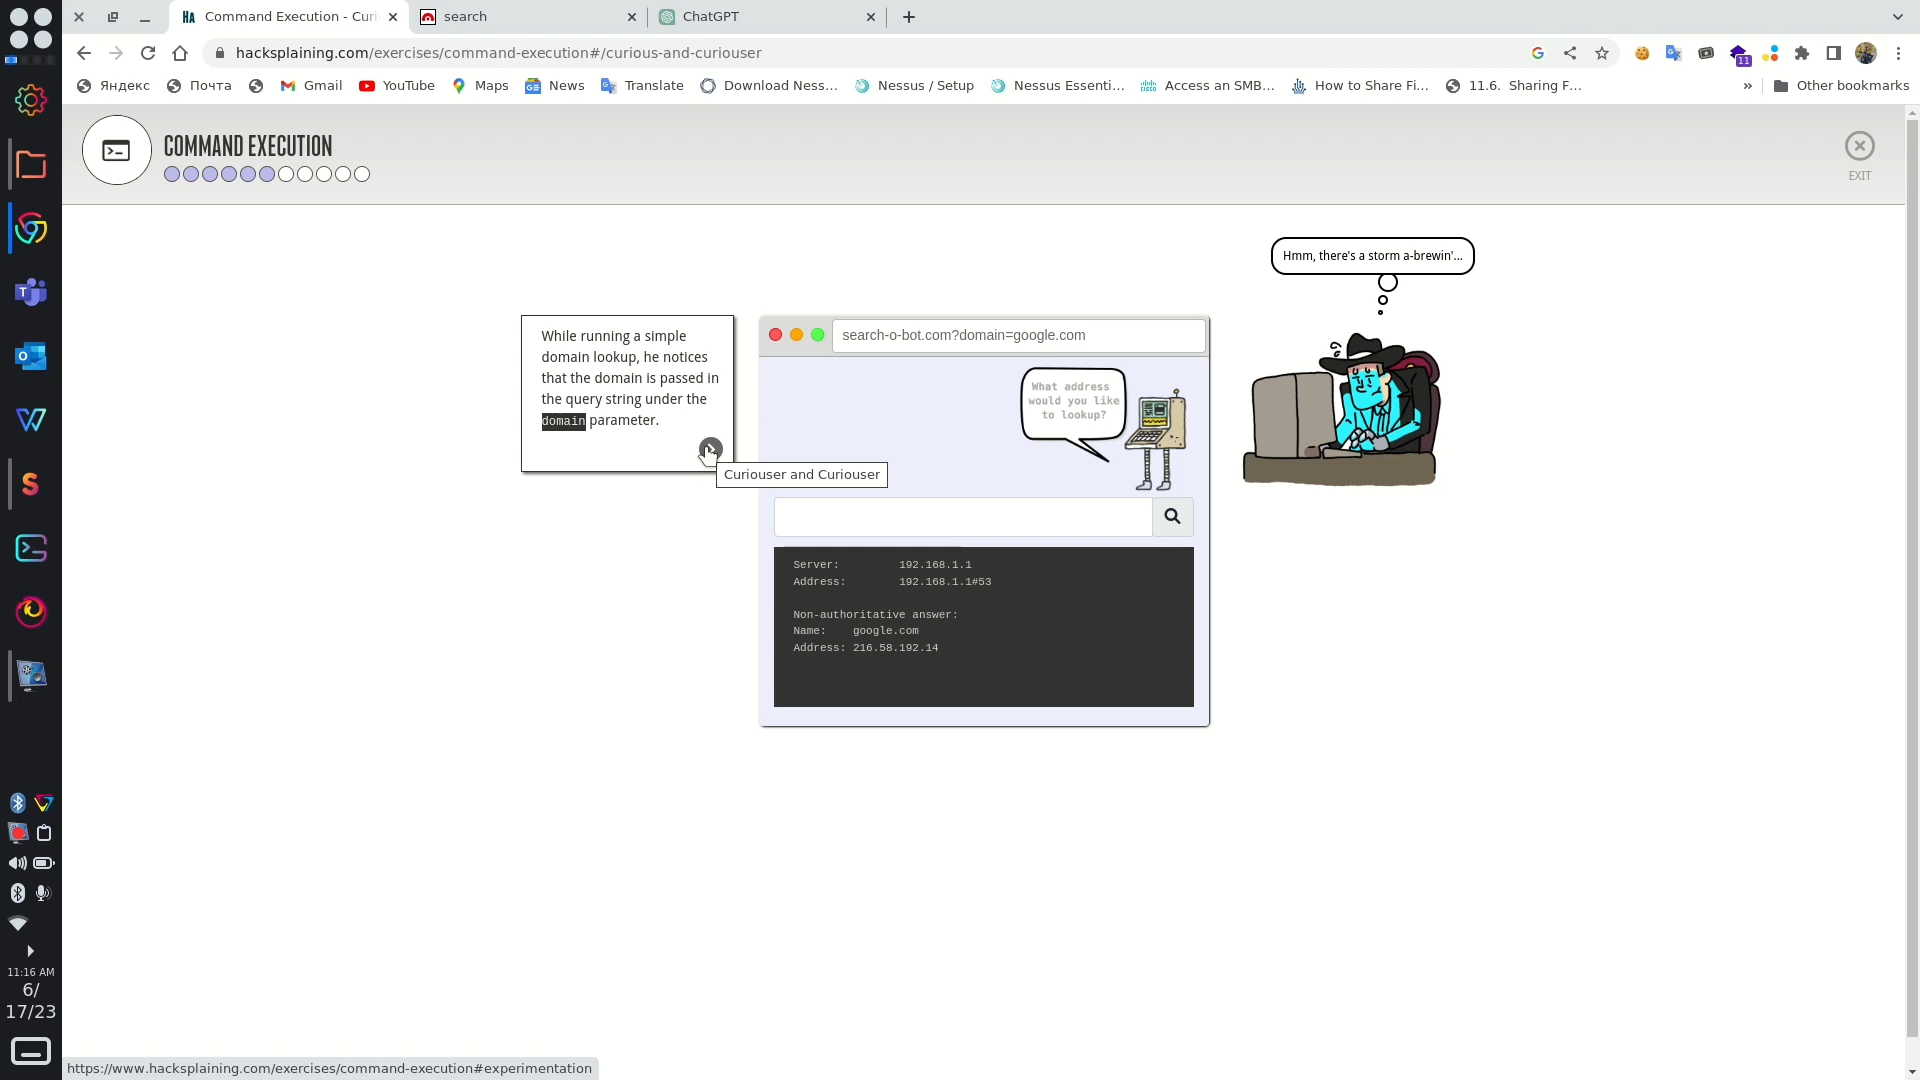 Command Execution - Curi
search
ChatGPT
hacksplaining.com/exercises/command-execution#/curious-and-curiouser
11
Яндекс
Почта
Gmail
YouTube
Maps
News
Translate
Download Ness...
Nessus / Setup
Nessus Essenti...
Access an SMB...
How to Share Fi...
11.6. Sharing F...
»
Other bookmarks
COMMAND EXECUTION
EXIT
Hmm, there's a storm a-brewin'...
While running a simple
domain lookup, he notices
that the domain is passed in
the query string under the
domain parameter.
Curiouser and Curiouser
search-o-bot.com?domain=google.com
What address
would you like
to lookup?
Server: 192.168.1.1
Address: 192.168.1.1#53
Non-authoritative answer:
Name: google.com
Address: 216.58.192.14
11:16 AM
6/
17/23
https://www.hacksplaining.com/exercises/command-execution#experimentation